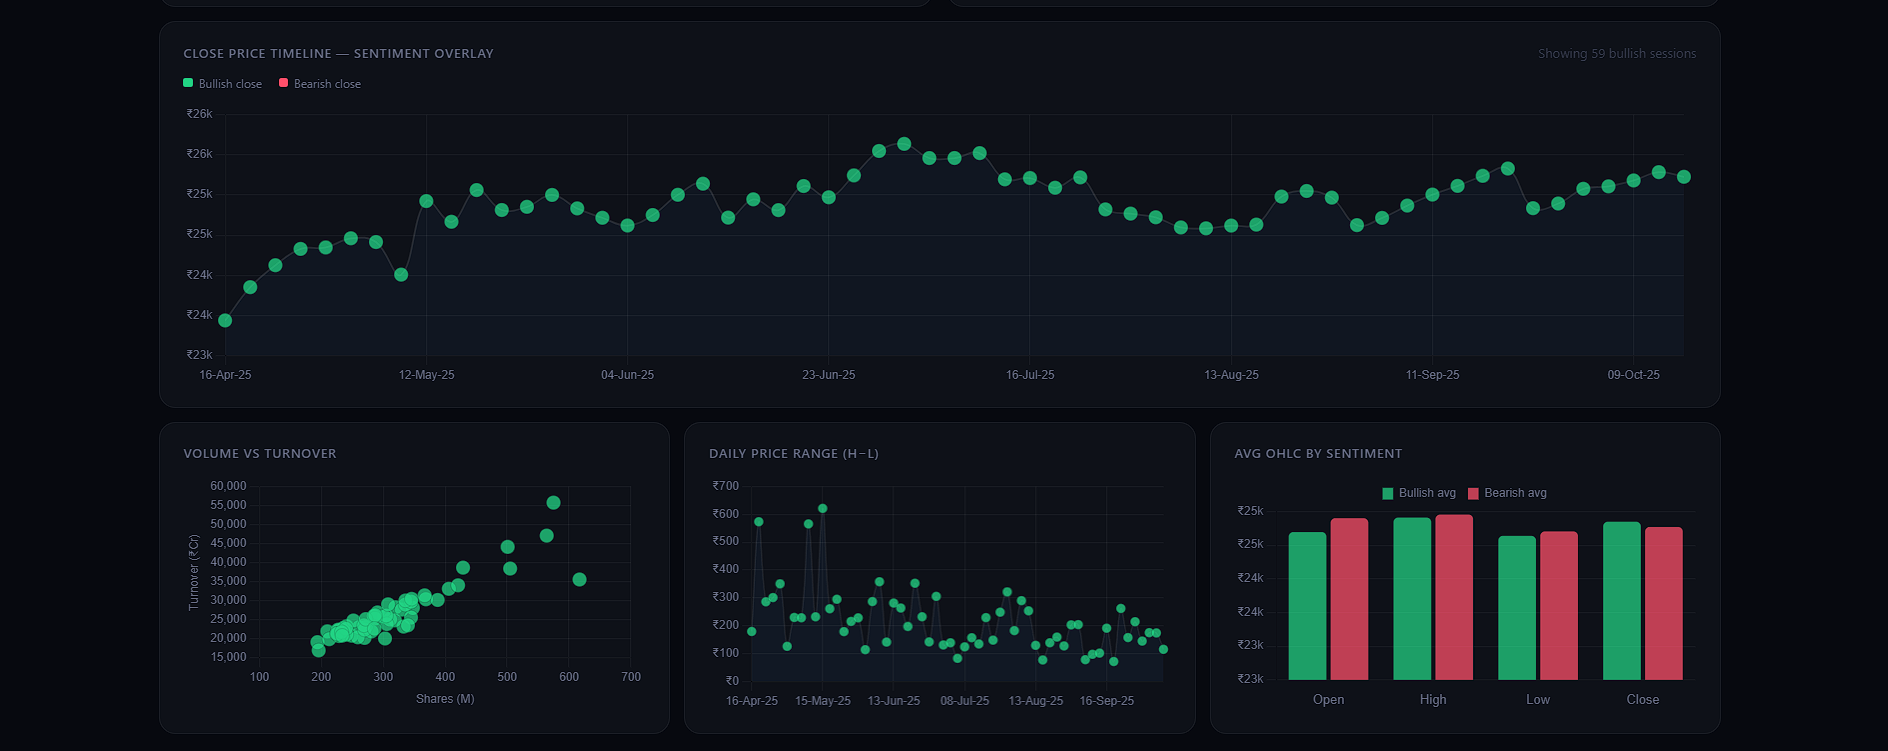 CLOSE PRICE TIMELINE — SENTIMENT OVERLAY
Showing 59 bullish sessions
Bullish close
Bearish close
₹26k
₹26k
₹25k
₹25k
₹24k
₹24k
₹23k
16-Apr-25
12-May-25
04-Jun-25
23-Jun-25
16-Jul-25
13-Aug-25
11-Sep-25
09-Oct-25
VOLUME VS TURNOVER
Turnover (₹Cr)
60,000
55,000
50,000
45,000
40,000
35,000
30,000
25,000
20,000
15,000
100
200
300
400
500
600
700
Shares (M)
DAILY PRICE RANGE (H–L)
₹700
₹600
₹500
₹400
₹300
₹200
₹100
₹0
16-Apr-25
15-May-25
13-Jun-25
08-Jul-25
13-Aug-25
16-Sep-25
AVG OHLC BY SENTIMENT
Bullish avg
Bearish avg
₹25k
₹25k
₹24k
₹24k
₹23k
₹23k
Open
High
Low
Close